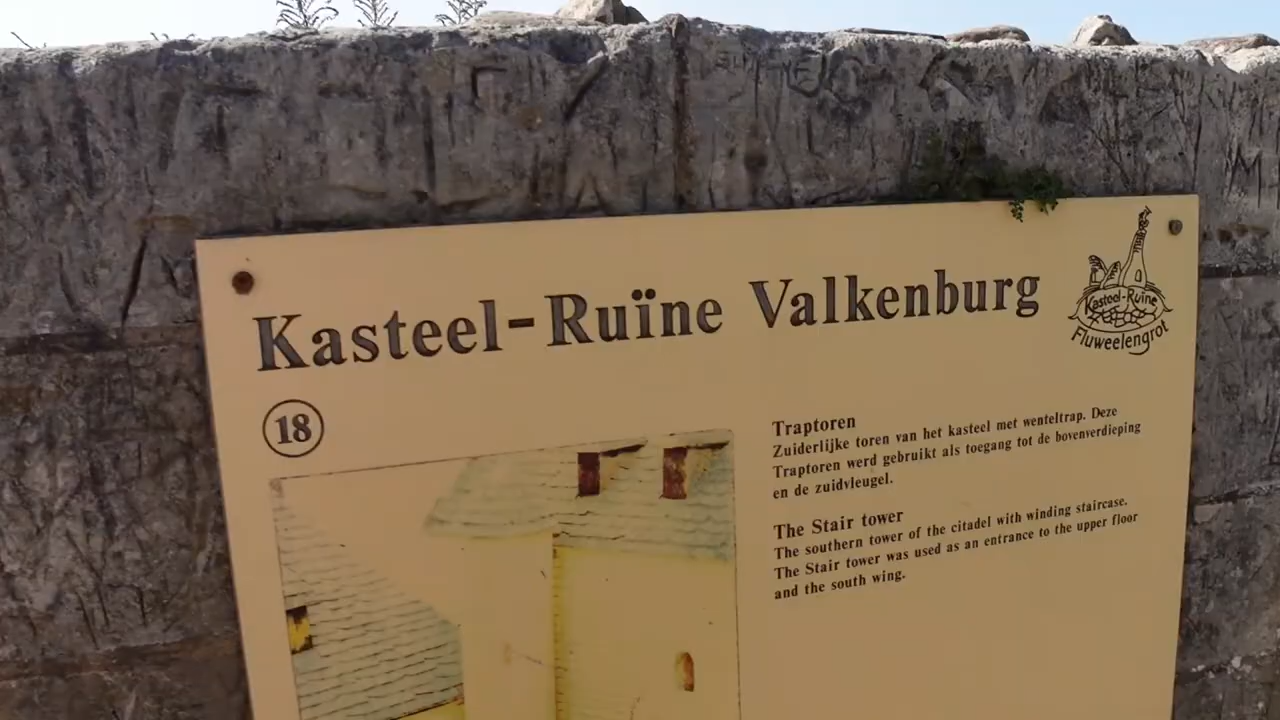 Kasteel-Ruïne Valkenburg
Kasteel-Ruïne
Fluweelengrot
18
Traptoren
Zuiderlijke toren van het kasteel met wenteltrap. Deze
Traptoren werd gebruikt als toegang tot de bovenverdieping
en de zuidvleugel.
The Stair tower
The southern tower of the citadel with winding staircase.
The Stair tower was used as an entrance to the upper floor
and the south wing.